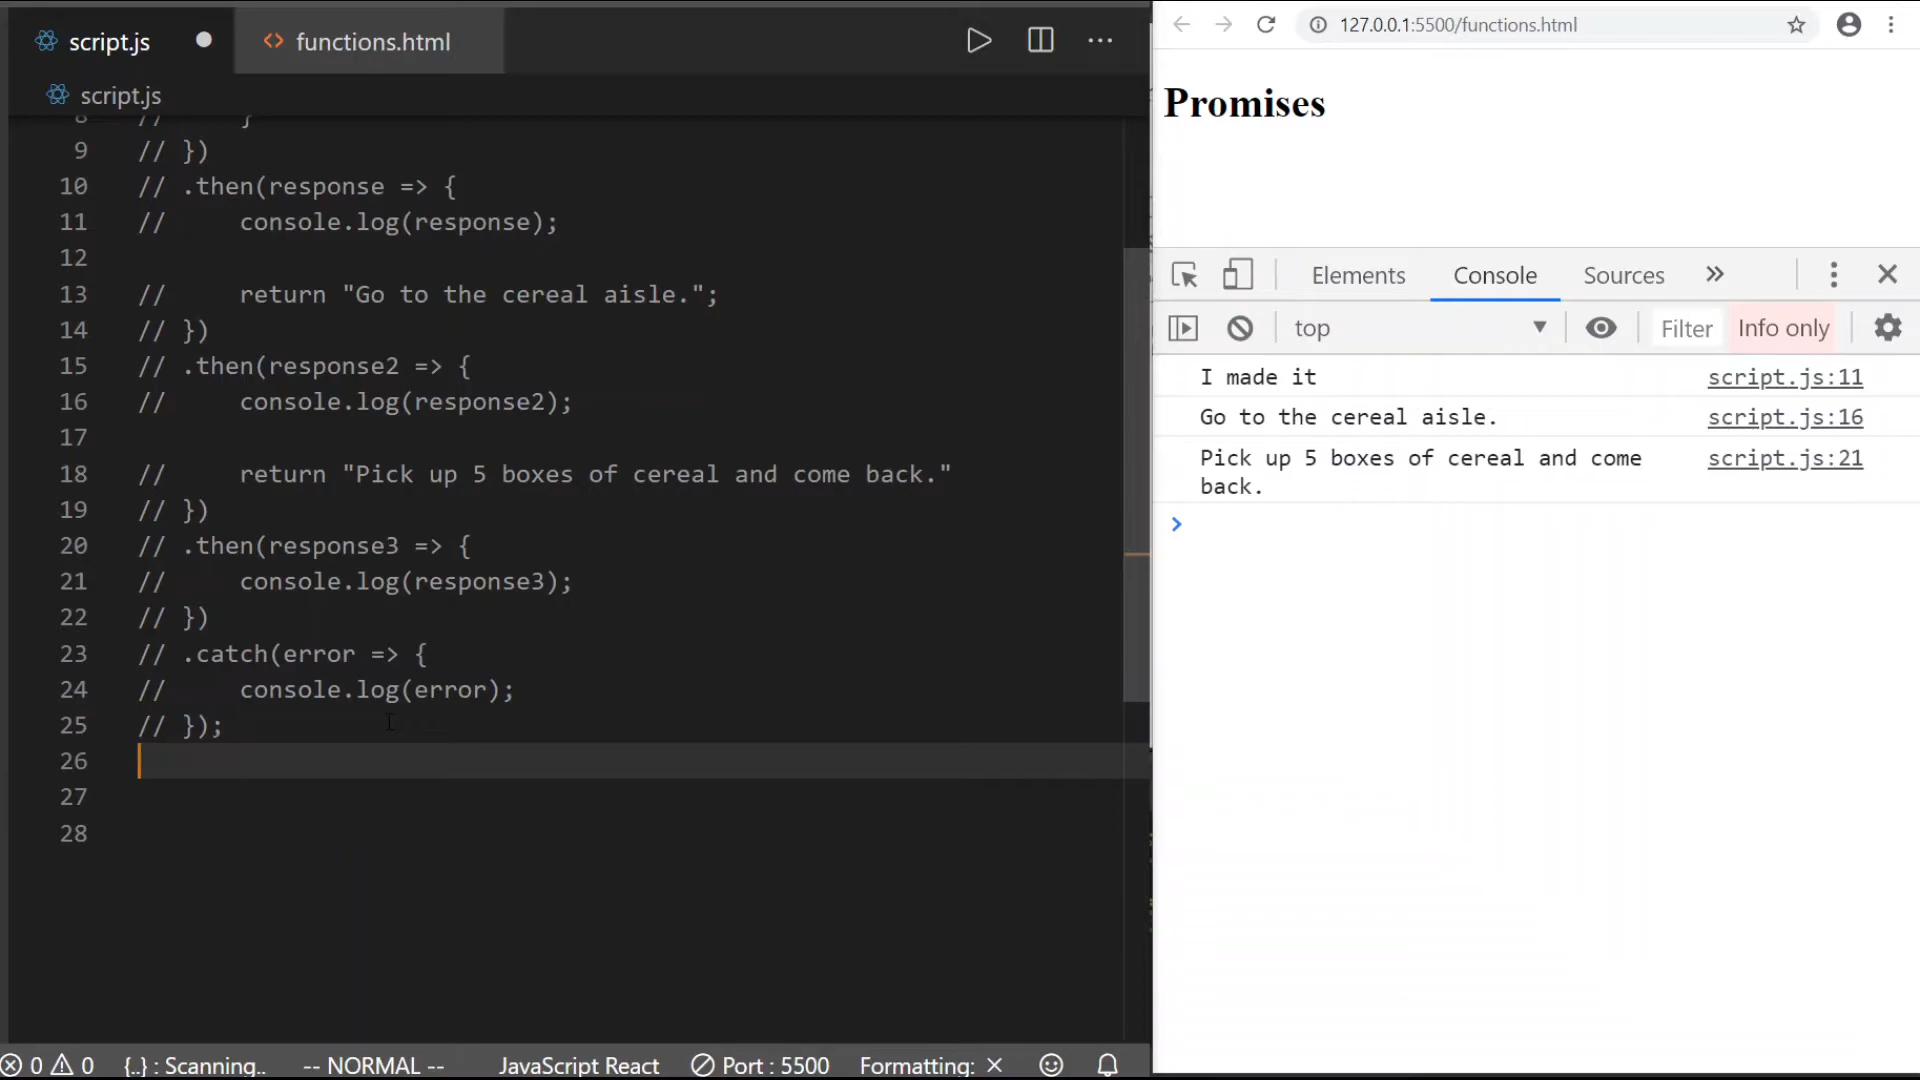 script.js
functions.html
script.js
8 // }
9 // })
10 // .then(response => {
11 // console.log(response);
12
13 // return "Go to the cereal aisle.";
14 // })
15 // .then(response2 => {
16 // console.log(response2);
17
18 // return "Pick up 5 boxes of cereal and come back."
19 // })
20 // .then(response3 => {
21 // console.log(response3);
22 // })
23 // .catch(error => {
24 // console.log(error);
25 // });
26
27
28
0 0 {..} : Scanning.. -- NORMAL -- JavaScript React Port : 5500 Formatting: ×
127.0.0.1:5500/functions.html
Promises
Elements Console Sources »
top Filter Info only
I made it script.js:11
Go to the cereal aisle. script.js:16
Pick up 5 boxes of cereal and come script.js:21
back.